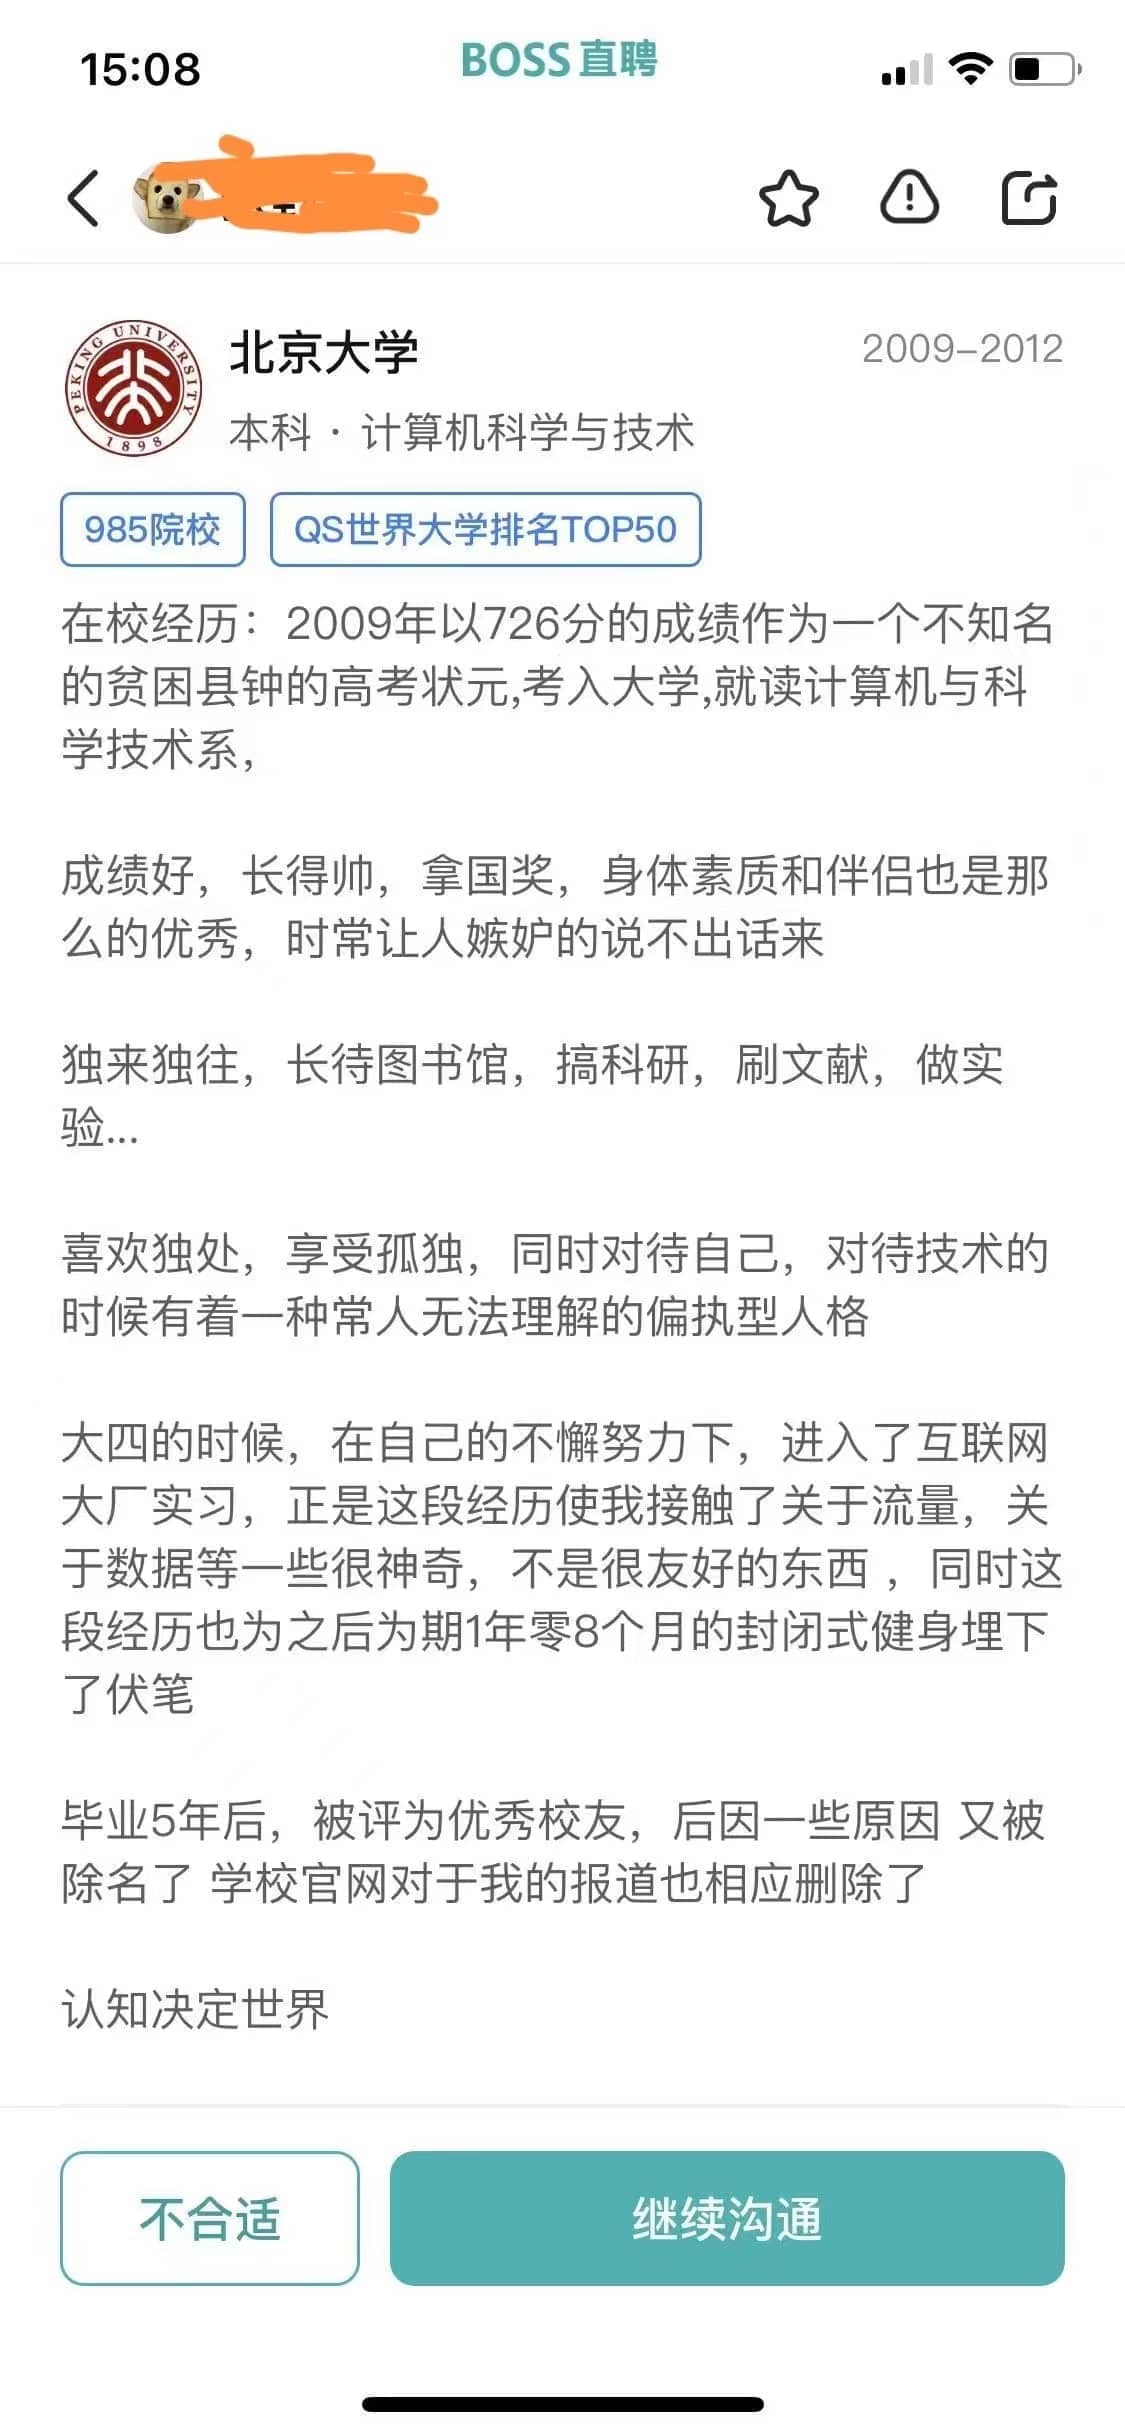 15:08
BOSS直聘
北京大学
2009-2012
本科 · 计算机科学与技术
PEKING UNIVERSITY
1898
985院校
QS世界大学排名TOP50
在校经历：2009年以726分的成绩作为一个不知名
的贫困县钟的高考状元,考入大学,就读计算机与科
学技术系，
成绩好，长得帅，拿国奖，身体素质和伴侣也是那
么的优秀，时常让人嫉妒的说不出话来
独来独往，长待图书馆，搞科研，刷文献，做实
验...
喜欢独处，享受孤独，同时对待自己，对待技术的
时候有着一种常人无法理解的偏执型人格
大四的时候，在自己的不懈努力下，进入了互联网
大厂实习，正是这段经历使我接触了关于流量，关
于数据等一些很神奇，不是很友好的东西 ，同时这
段经历也为之后为期1年零8个月的封闭式健身埋下
了伏笔
毕业5年后，被评为优秀校友，后因一些原因 又被
除名了 学校官网对于我的报道也相应删除了
认知决定世界
不合适
继续沟通